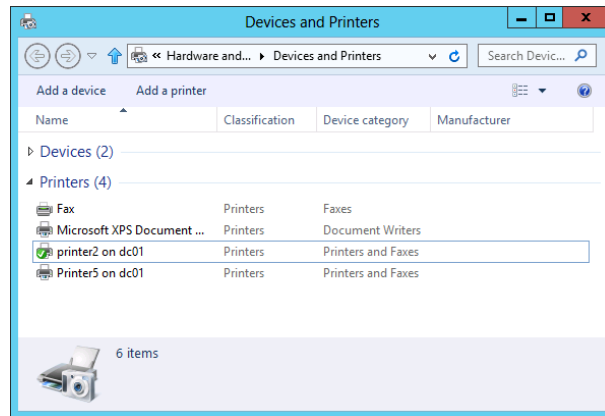 Devices and Printers
« Hardware and... Devices and Printers Search Devic...
Add a device Add a printer
Name Classification Device category Manufacturer
Devices (2)
Printers (4)
Fax Printers Faxes
Microsoft XPS Document ... Printers Document Writers
printer2 on dc01 Printers Printers and Faxes
Printer5 on dc01 Printers Printers and Faxes
6 items